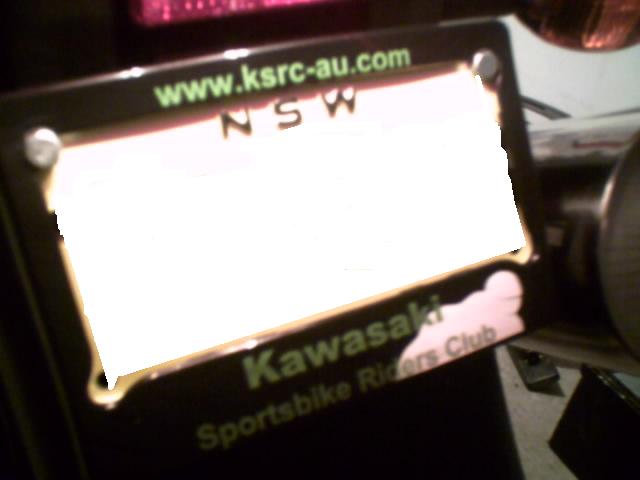 www.ksrc-au.com
NSW
Kawasaki
Sportsbike Riders Club